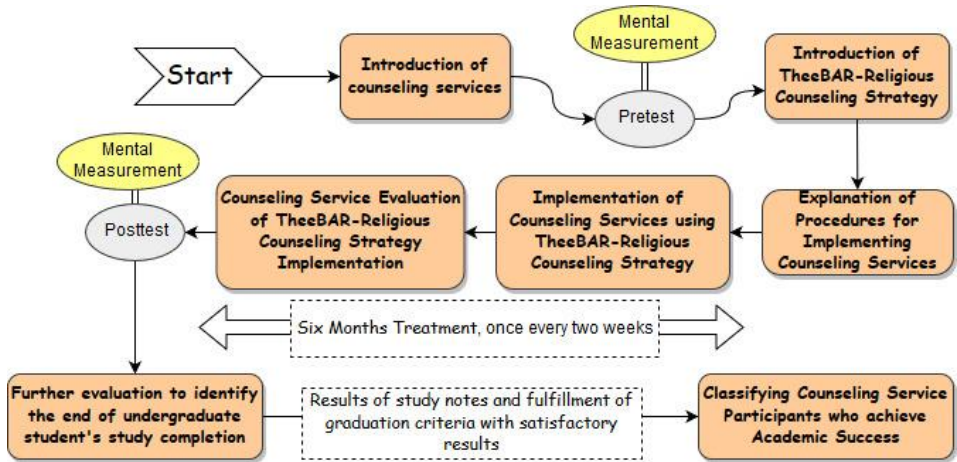 Start
Introduction of
counseling services
Mental
Measurement
Pretest
Introduction of
TheeBAR-Religious
Counseling Strategy
Explanation of
Procedures for
Implementing
Counseling Services
Implementation of
Counseling Services using
TheeBAR-Religious
Counseling Strategy
Counseling Service Evaluation
of TheeBAR-Religious
Counseling Strategy
Implementation
Mental
Measurement
Posttest
Six Months Treatment, once every two weeks
Further evaluation to identify
the end of undergraduate
student's study completion
Results of study notes and fulfillment of
graduation criteria with satisfactory
results
Classifying Counseling Service
Participants who achieve
Academic Success